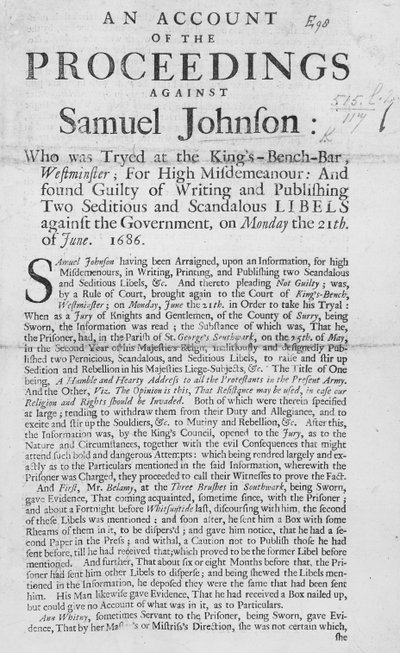 AN ACCOUNT
OF THE
PROCEEDINGS
AGAINST
Samuel Johnſon:
Who was Tryed at the King's-Bench-Bar,
Weſtminſter; For High Miſdemeanour: And
found Guilty of Writing and Publiſhing
Two Seditious and Scandalous LIBELS
againſt the Government, on Monday the 21th.
of June. 1686.
SAmuel Johnſon having been Arraigned, upon an Information, for high
Miſdemenours, in Writing, Printing, and Publiſhing two Scandalous
and Seditious Libels, &c. And thereto pleading Not Guilty; was,
by a Rule of Court, brought again to the Court of King's-Bench,
Weſtminſter; on Monday, June the 21th. in Order to take his Tryal:
When as a Jury of Knights and Gentlemen, of the County of Surry, being
Sworn, the Information was read; the Subſtance of which was, That he,
the Priſoner, had, in the Pariſh of St. George's Southwark, on the 25th. of May,
in the Second Year of his Majeſties Reign, traiterouſly and deſignedly Pub-
liſhed two Pernicious, Scandalous, and Seditious Libels, to raiſe and ſtir up
Sedition and Rebellion in his Majeſties Liege-Subjects, &c. The Title of One
being, A Humble and Hearty Addreſs to all the Proteſtants in the Preſent Army.
And the Other, Viz. The Opinion is this, That Reſiſtance may be uſed, in caſe our
Religion and Rights ſhould be Invaded. Both of which were therein ſpecified
at large; tending to withdraw them from their Duty and Allegiance, and to
excite and ſtir up the Souldiers, &c. to Mutiny and Rebellion, &c. After this,
the Information was, by the King's Council, opened to the Jury, as to the
Nature and Circumſtances, together with the evil Conſequences that might
attend ſuch bold and dangerous Attempts: which being rendred largely and ex-
actly as to the Particulars mentioned in the ſaid Information, wherewith the
Priſoner was Charged, they proceeded to call their Witneſſes to prove the Fact.
And Firſt, Mr. Belamy, at the Three Bruſhes in Southwark, being Sworn,
gave Evidence, That coming acquainted, ſometime ſince, with the Priſoner;
and about a Fortnight before Whitſuntide laſt, diſcourſing with him, the ſecond
of theſe Libels was mentioned; and ſoon after, he ſent him a Box with ſome
Rheams of them in it, to be diſpers'd; and gave him notice, that he had a ſe-
cond Paper in the Preſs; and withal, a Caution not to Publiſh thoſe he had
ſent before, till he had received that; which proved to be the former Libel before
mentioned. And further, That about ſix or eight Months before that, the Pri-
ſoner had ſent him other Libels to diſperſe; and being ſhewed the Libels men-
tioned in the Information, he depoſed they were the ſame that had been ſent
him. His Man likewiſe gave Evidence, That he had received a Box nailed up,
but could give no Account of what was in it, as to Particulars.
Ann Whitny, ſometimes Servant to the Priſoner, being Sworn, gave Evi-
dence, That by her or Miſtriſs's Direction, ſhe was not certain which,
ſhe